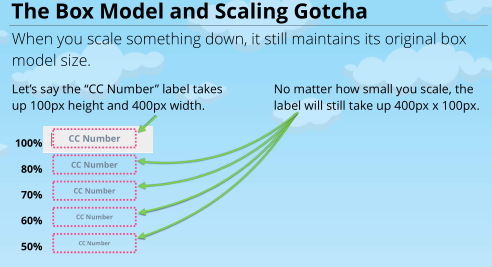 The Box Model and Scaling Gotcha
When you scale something down, it still maintains its original box
model size.
Let's say the “CC Number” label takes
up 100px height and 400px width.
No matter how small you scale, the
label will still take up 400px x 100px.
100% CC Number
80% CC Number
70% CC Number
60% CC Number
50% CC Number